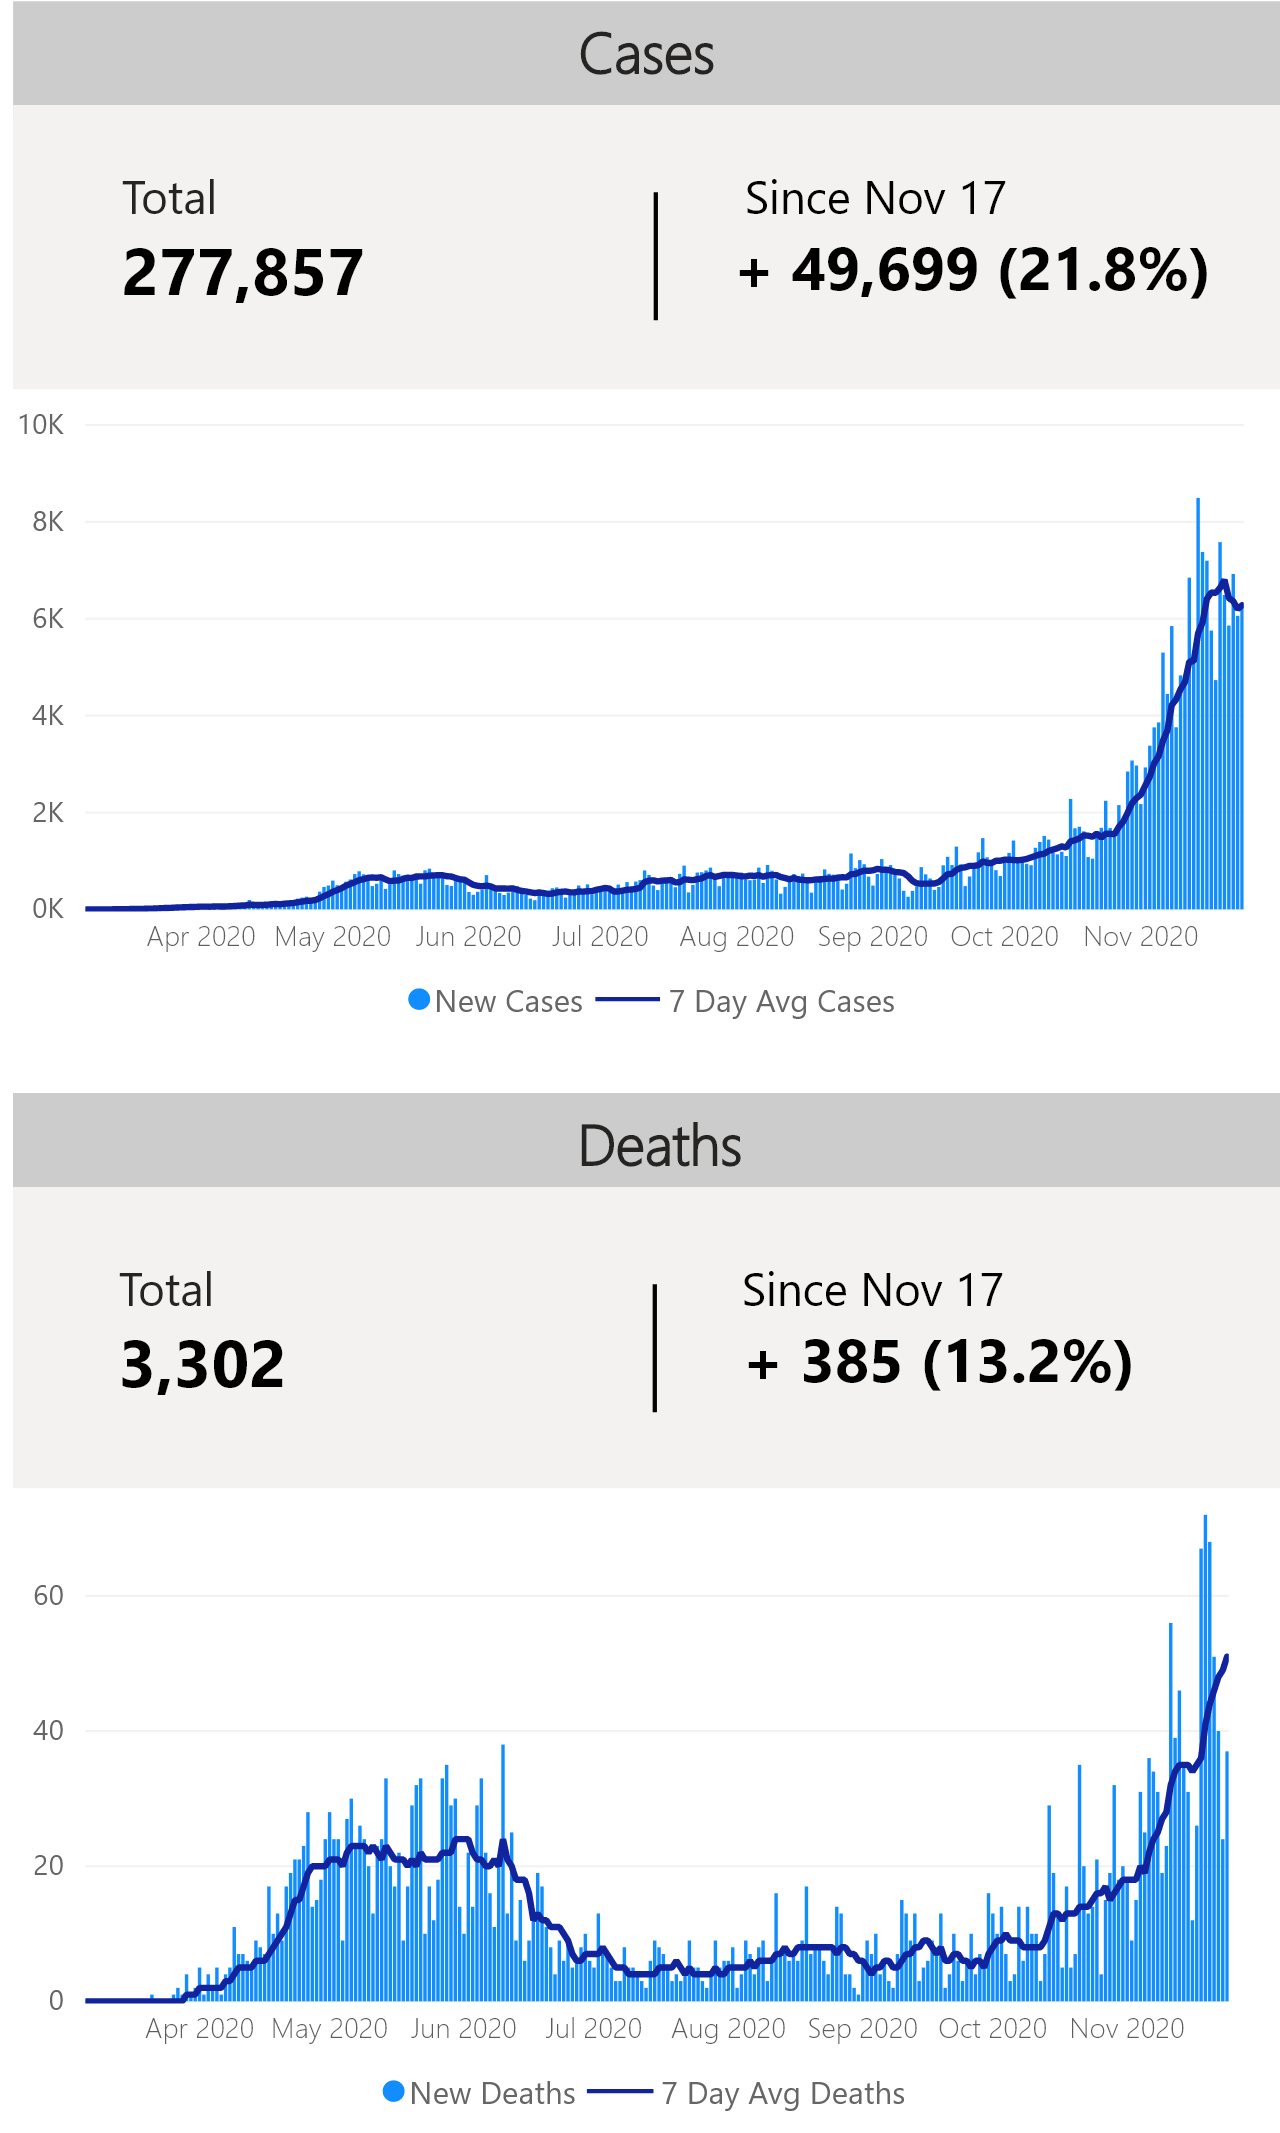 Cases
Total
277,857
Since Nov 17
+ 49,699 (21.8%)
10K
8K
6K
4K
2K
0K
Apr 2020 May 2020 Jun 2020 Jul 2020 Aug 2020 Sep 2020 Oct 2020 Nov 2020
New Cases 7 Day Avg Cases
Deaths
Total
3,302
Since Nov 17
+ 385 (13.2%)
60
40
20
0
Apr 2020 May 2020 Jun 2020 Jul 2020 Aug 2020 Sep 2020 Oct 2020 Nov 2020
New Deaths 7 Day Avg Deaths